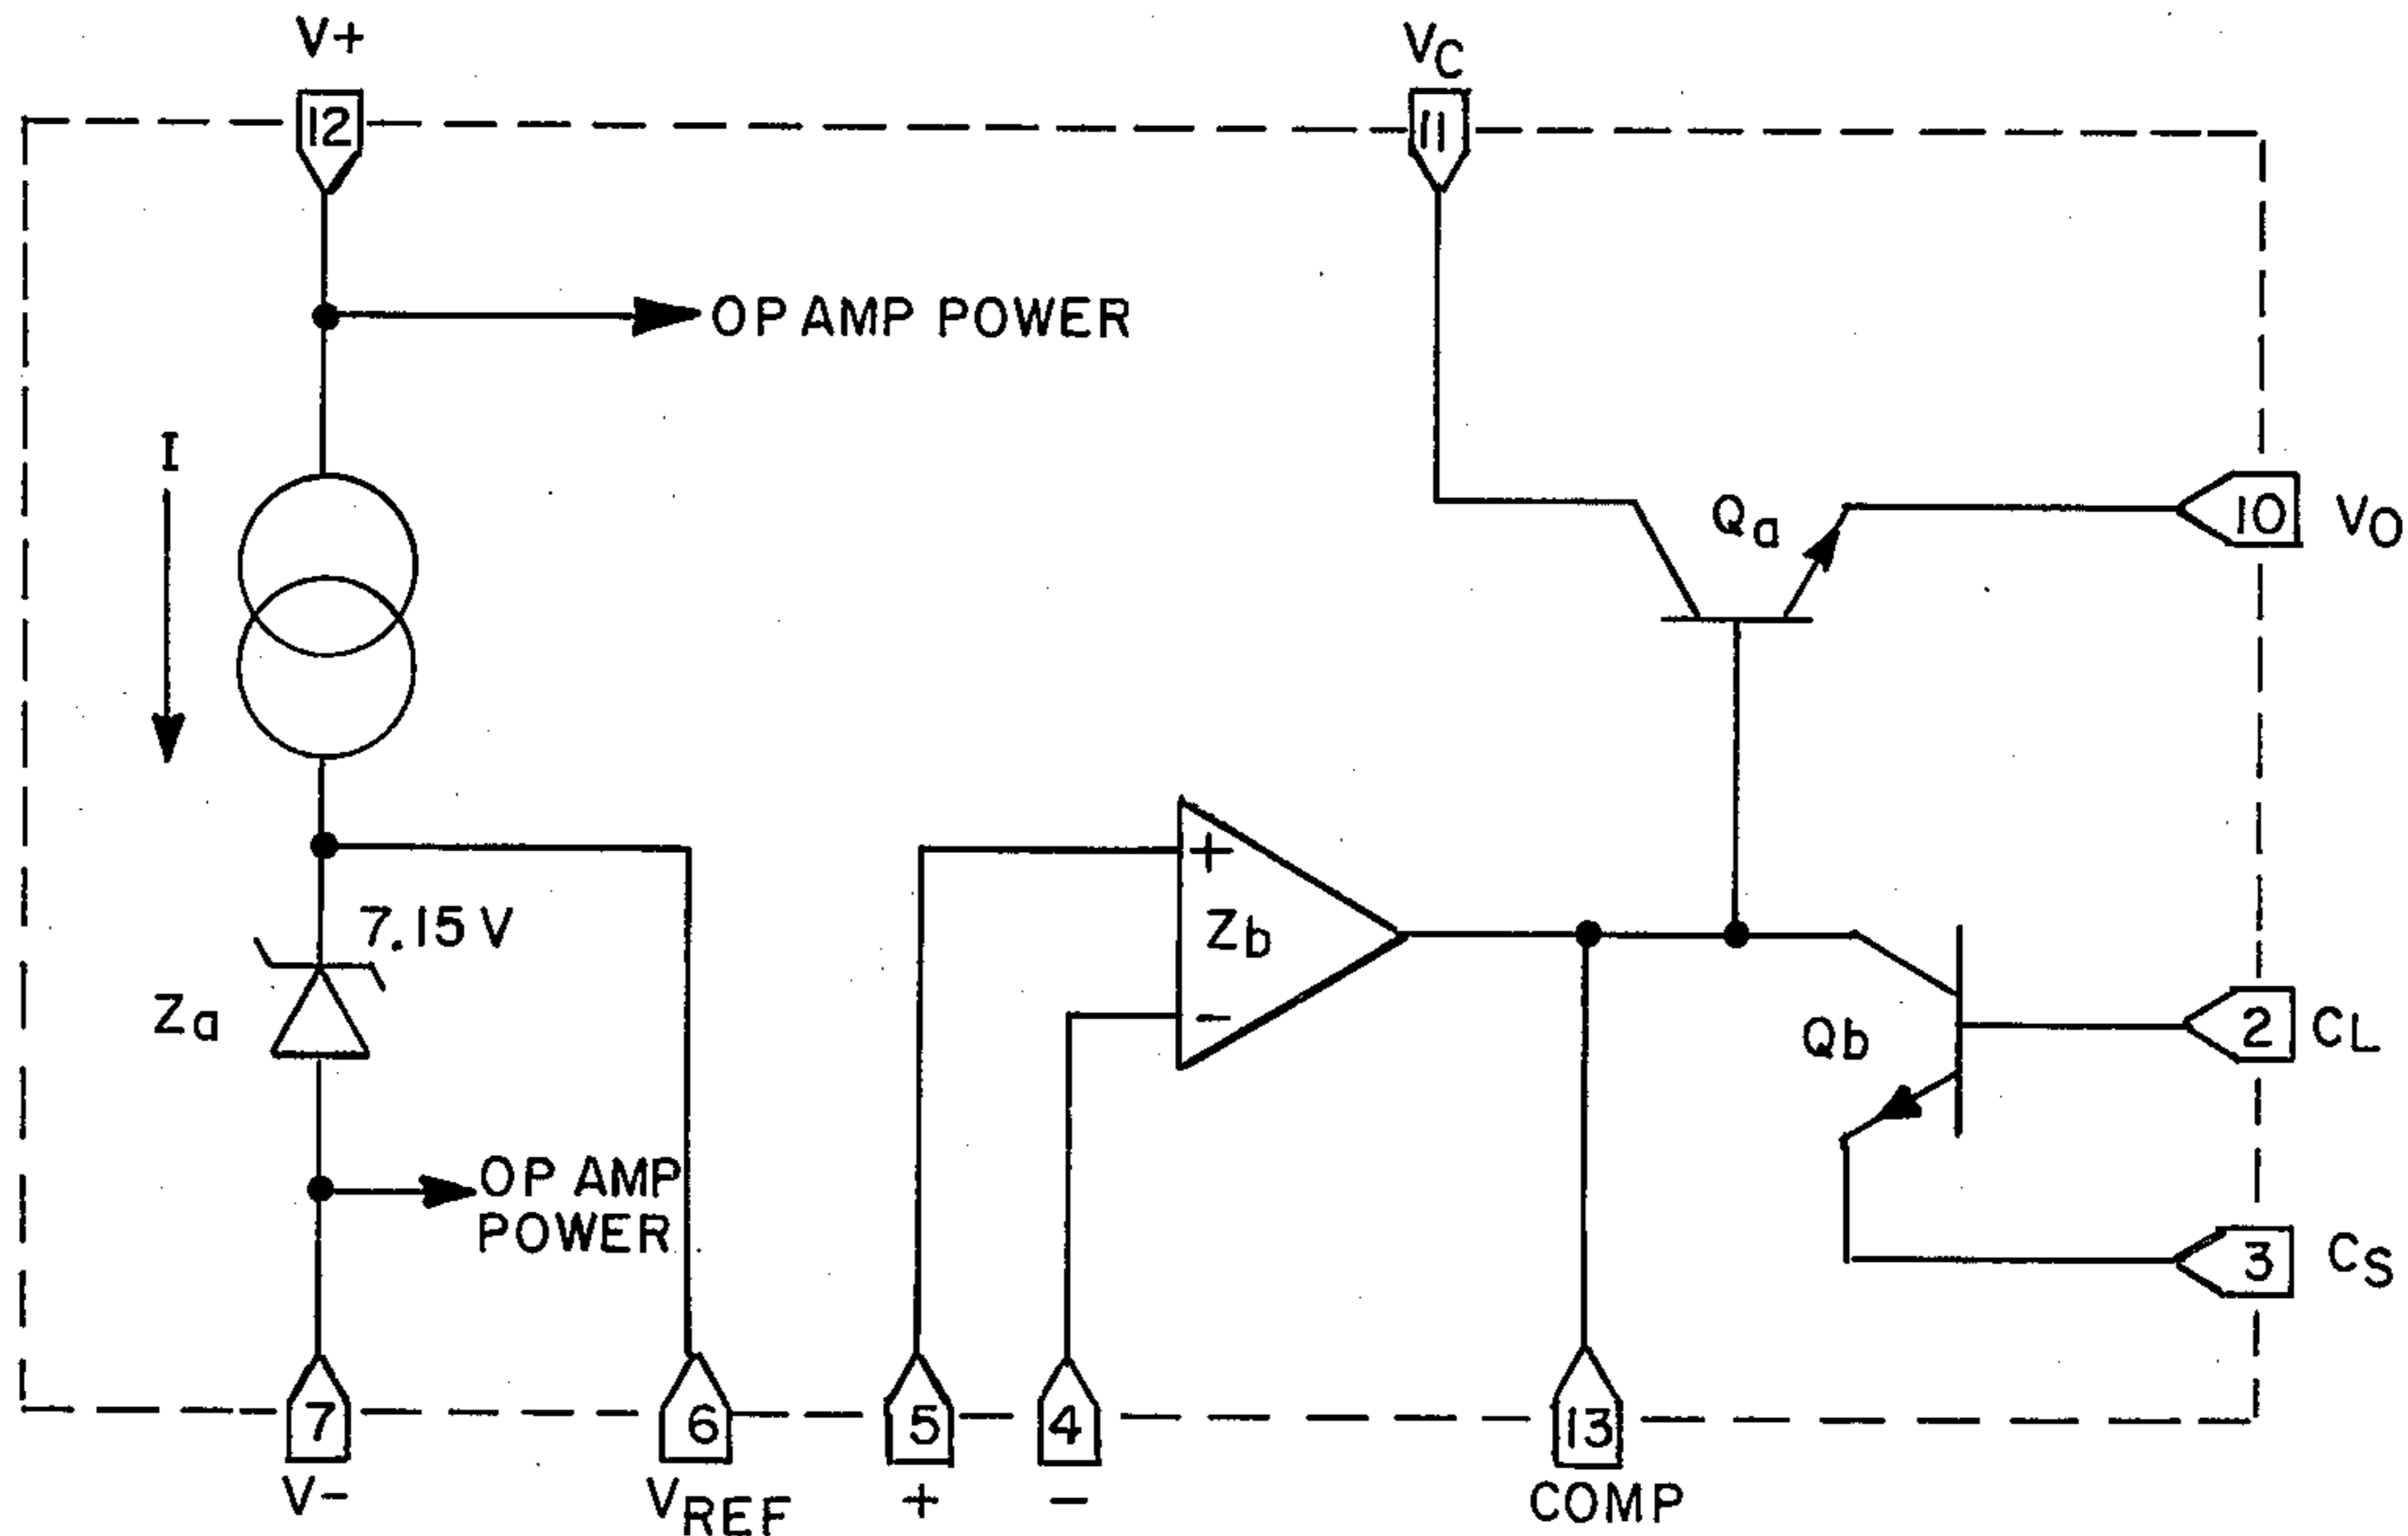 V+
VC
12
11
OP AMP POWER
I
Qa
10 VO
7.15 V
+
Zb
Za
-
Qb
2 CL
OP AMP
POWER
3 CS
7
6
5
4
13
V-
VREF
+
-
COMP